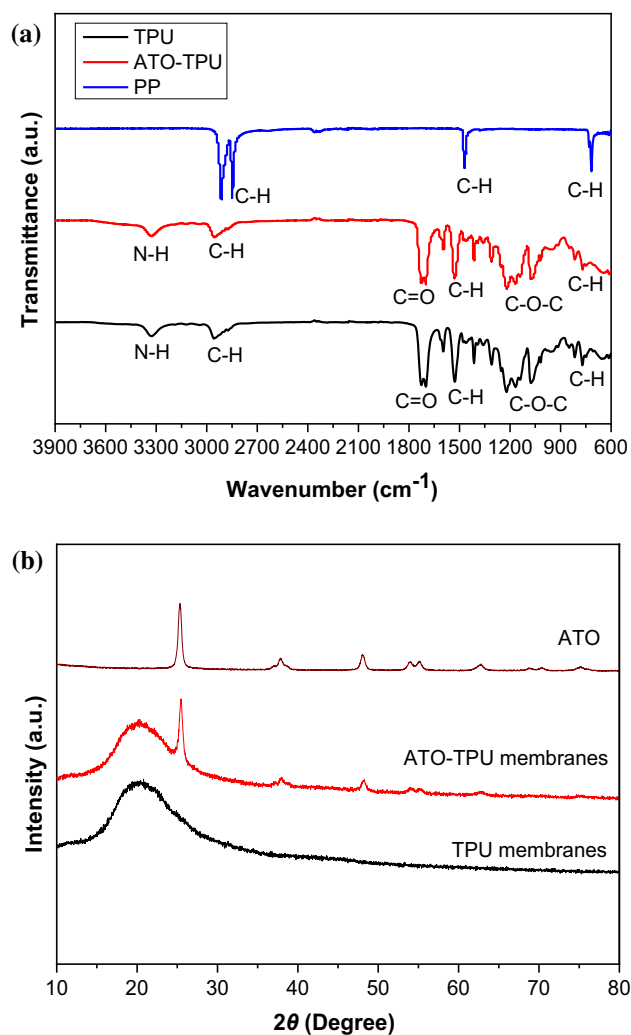 (a)
TPU
ATO-TPU
PP
C-H
C-H
C-H
N-H
C-H
C=O
C-H
C-O-C
C-H
N-H
C-H
C=O
C-H
C-O-C
C-H
Transmittance (a.u.)
3900 3600 3300 3000 2700 2400 2100 1800 1500 1200 900 600
Wavenumber (cm⁻¹)
(b)
ATO
ATO-TPU membranes
TPU membranes
Intensity (a.u.)
10 20 30 40 50 60 70 80
2θ (Degree)